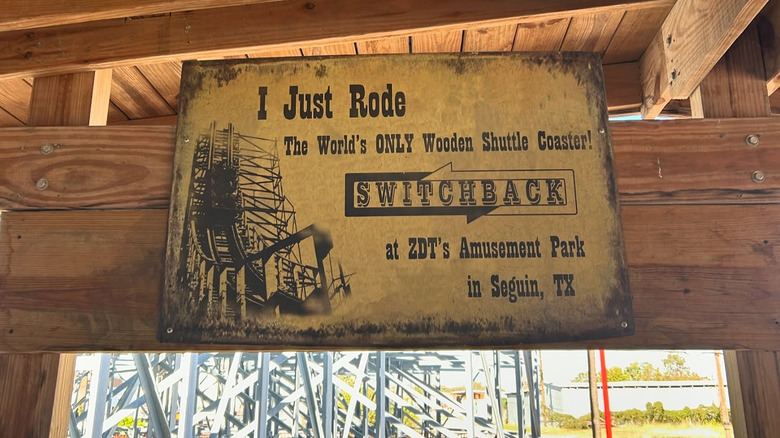 I Just Rode
The World's ONLY Wooden Shuttle Coaster!
SWITCHBACK
at ZDT's Amusement Park
in Seguin, TX